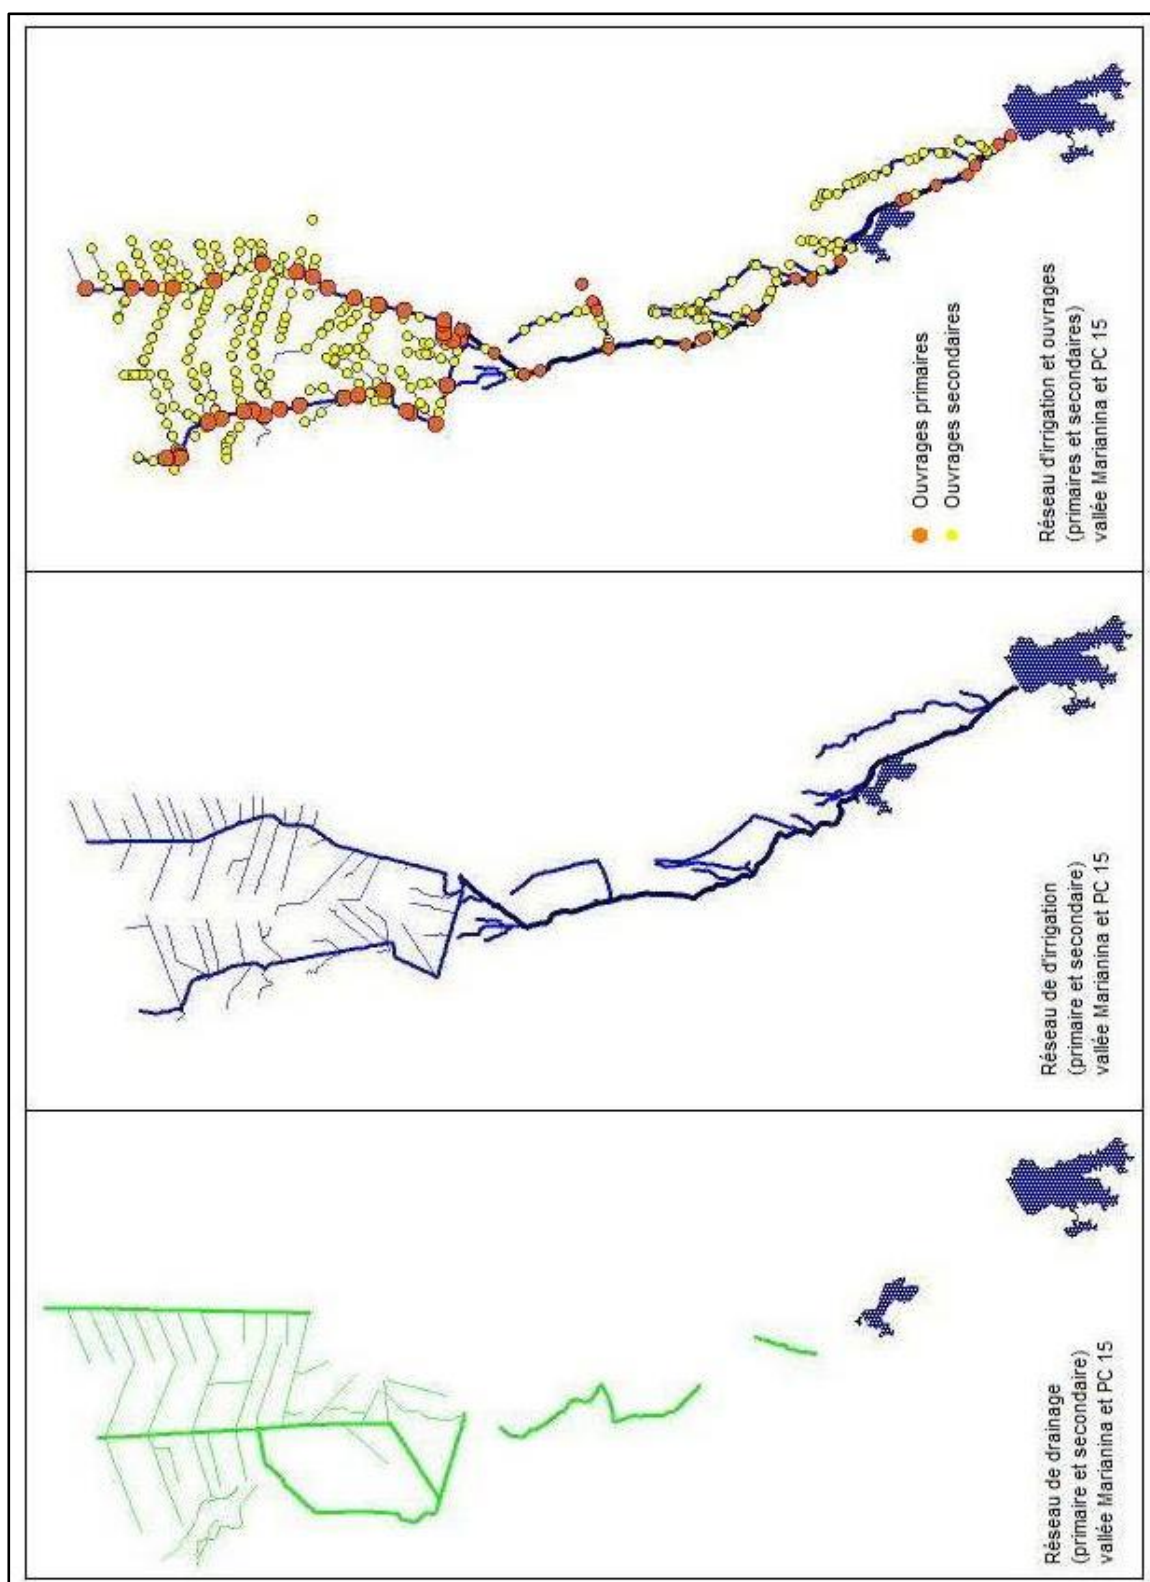 Ouvrages primaires
Ouvrages secondaires
Réseau d'irrigation et ouvrages
(primaires et secondaires)
vallée Marianina et PC 15
Réseau de d'irrigation
(primaire et secondaire)
vallée Marianina et PC 15
Réseau de drainage
(primaire et secondaire)
vallée Marianina et PC 15